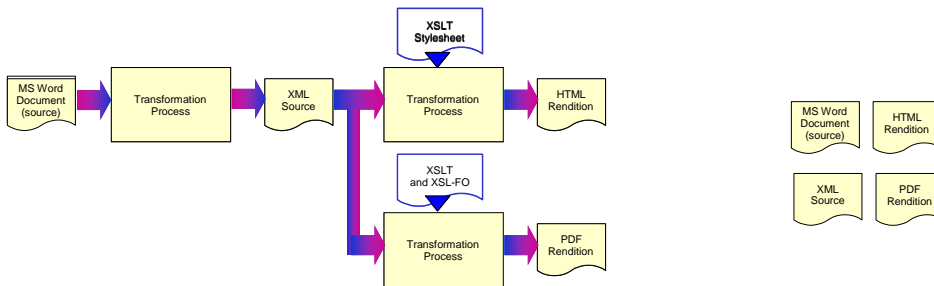 XSLT
Stylesheet
MS Word
Document
(source)
Transformation
Process
XML
Source
Transformation
Process
HTML
Rendition
XSLT
and XSL-FO
Transformation
Process
PDF
Rendition
MS Word
Document
(source)
HTML
Rendition
XML
Source
PDF
Rendition